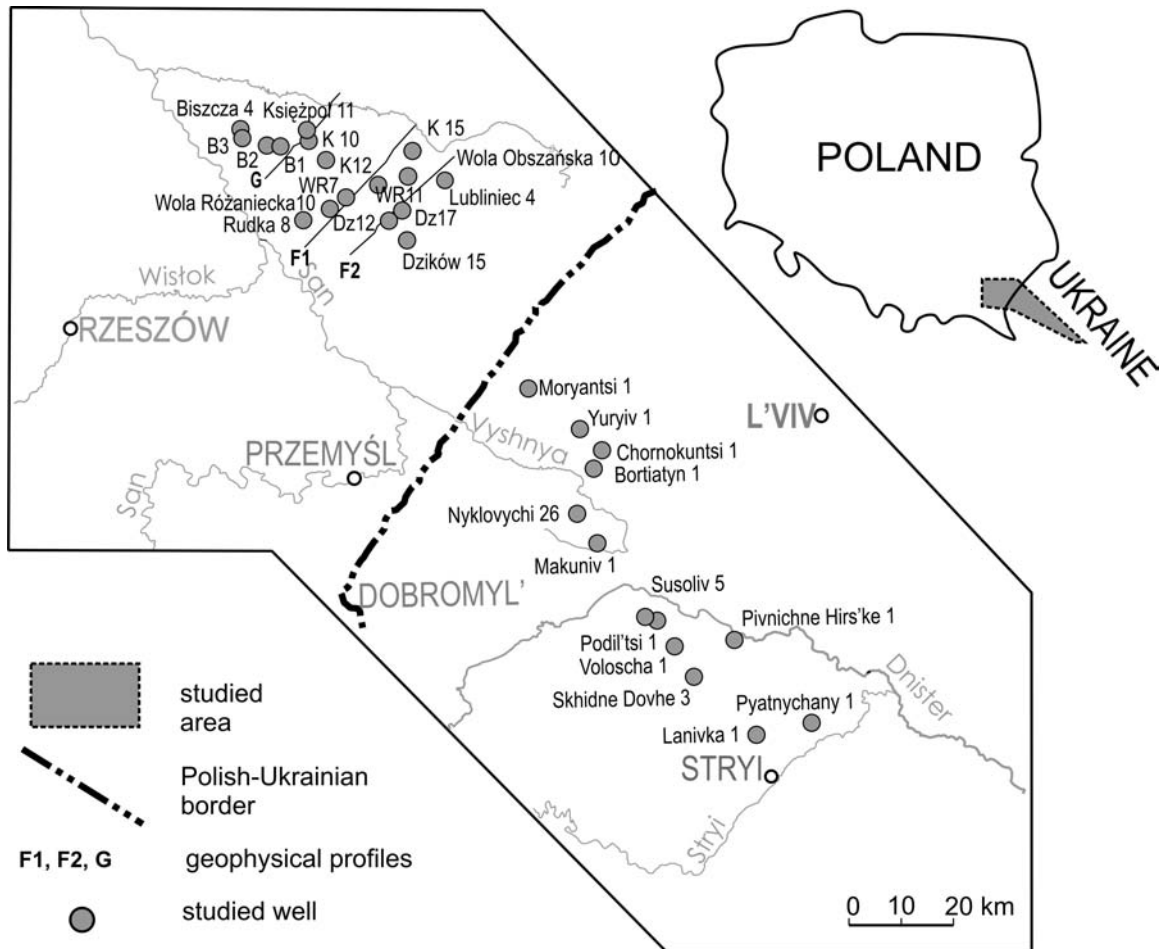 Biszcza 4
Księżpol 11
B3
B2
B1
G
K 10
K12
K 15
Wola Obszańska 10
WR7
WR11
Lubliniec 4
Wola Różaniecka10
Rudka 8
Dz12
Dz17
F1
F2
Dzików 15
Wisłok
San
RZESZÓW
POLAND
UKRAINE
Moryantsi 1
Yuryiv 1
L'VIV
Vyshnya
Chornokuntsi 1
Bortiatyn 1
PRZEMYŚL
San
Nyklovychi 26
Makuniv 1
DOBROMYL'
Susoliv 5
Pivnichne Hirs'ke 1
Podil'tsi 1
Voloscha 1
Skhidne Dovhe 3
Dnister
Pyatnychany 1
Lanivka 1
STRYI
Stryi
studied
area
Polish-Ukrainian
border
F1, F2, G geophysical profiles
studied well
0 10 20 km